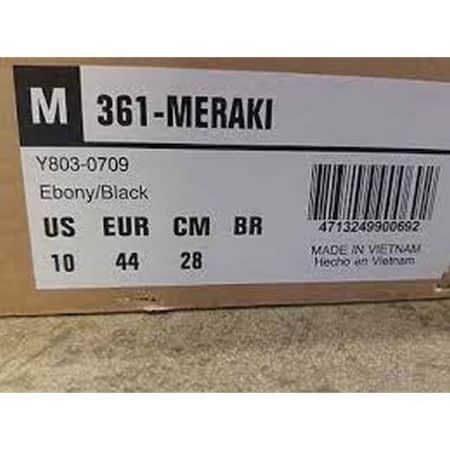 M 361-MERAKI
Y803-0709
Ebony/Black
US EUR CM BR
10 44 28
4713249900692
MADE IN VIETNAM
Hecho en Vietnam